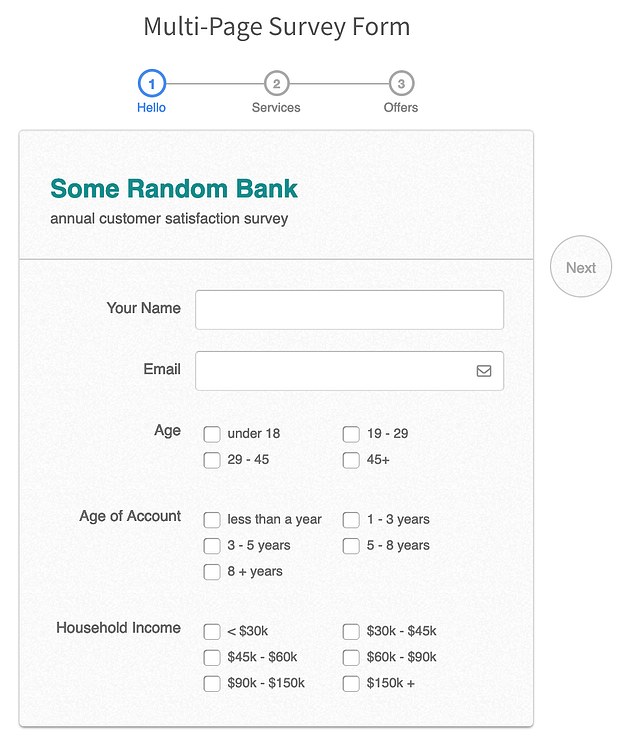 Multi-Page Survey Form
1 2 3
Hello Services Offers
Some Random Bank
annual customer satisfaction survey
Next
Your Name
Email
Age under 18 19 - 29
29 - 45 45+
Age of Account less than a year 1 - 3 years
3 - 5 years 5 - 8 years
8 + years
Household Income < $30k $30k - $45k
$45k - $60k $60k - $90k
$90k - $150k $150k +